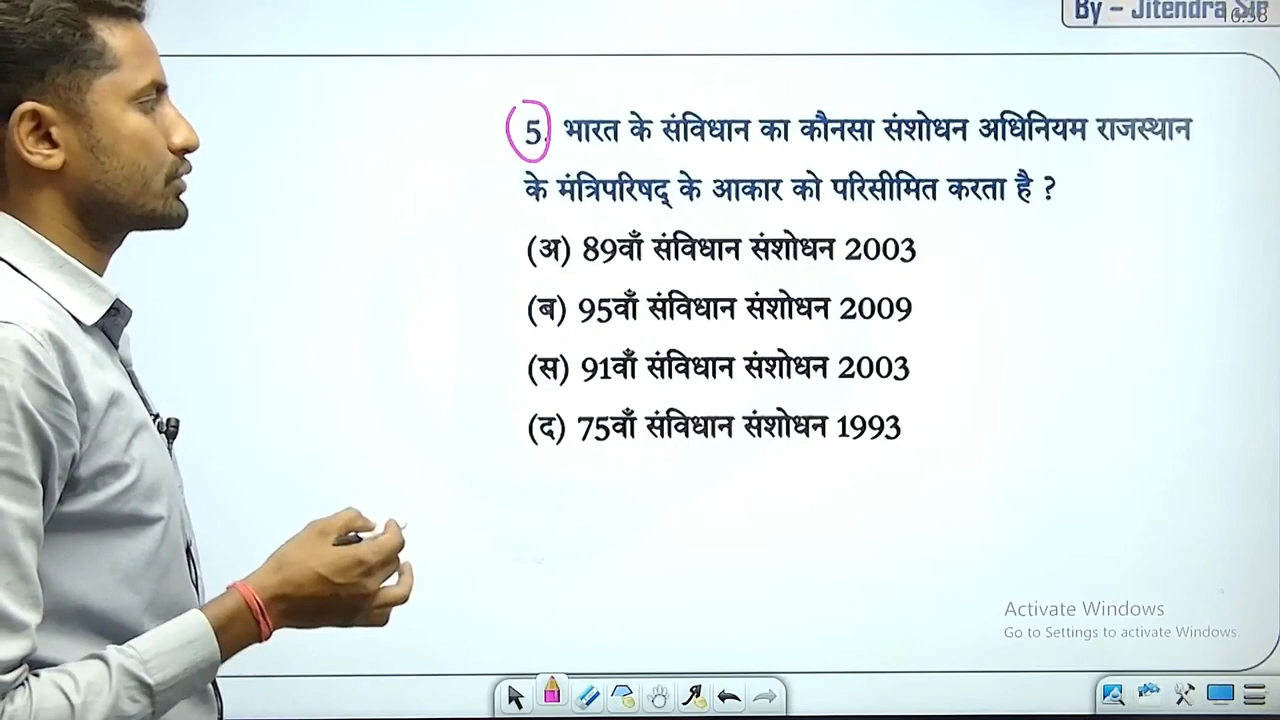 By – Jitendra Sir
5. भारत के संविधान का कौनसा संशोधन अधिनियम राजस्थान
के मंत्रिपरिषद् के आकार को परिसीमित करता है ?
(अ) 89वाँ संविधान संशोधन 2003
(ब) 95वाँ संविधान संशोधन 2009
(स) 91वाँ संविधान संशोधन 2003
(द) 75वाँ संविधान संशोधन 1993
Activate Windows
Go to Settings to activate Windows.